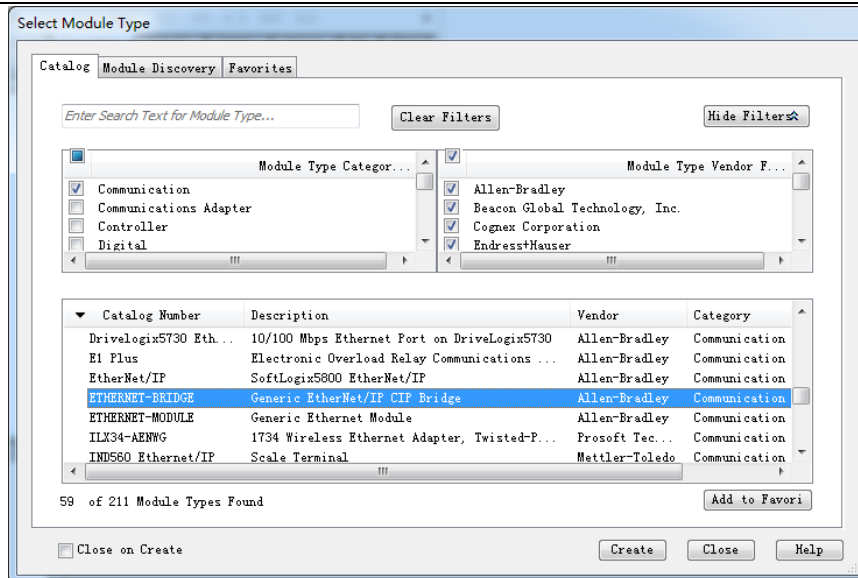 Select Module Type
Catalog Module Discovery Favorites
Enter Search Text for Module Type... Clear Filters Hide Filters
Module Type Categor... Module Type Vendor F...
Communication Allen-Bradley
Communications Adapter Beacon Global Technology, Inc.
Controller Cognex Corporation
Digital Endress+Hauser
Catalog Number Description Vendor Category
Drivelogix5730 Eth... 10/100 Mbps Ethernet Port on DriveLogix5730 Allen-Bradley Communication
E1 Plus Electronic Overload Relay Communications ... Allen-Bradley Communication
EtherNet/IP SoftLogix5800 EtherNet/IP Allen-Bradley Communication
ETHERNET-BRIDGE Generic EtherNet/IP CIP Bridge Allen-Bradley Communication
ETHERNET-MODULE Generic Ethernet Module Allen-Bradley Communication
ILX34-AENWG 1734 Wireless Ethernet Adapter, Twisted-P... Prosoft Tec... Communication
IND560 Ethernet/IP Scale Terminal Mettler-Toledo Communication
59 of 211 Module Types Found Add to Favori
Close on Create Create Close Help